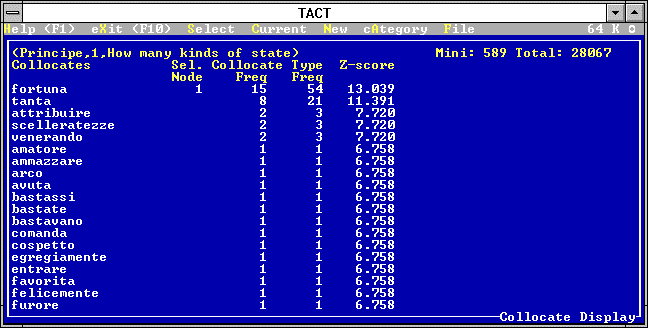 TACT
Help (F1) eXit (F10) Select Current New cAtegory File 64 K o
(Principe,1,How many kinds of state) Mini: 589 Total: 28067
Collocates Sel. Collocate Type Z-score
Node Freq Freq
fortuna 1 15 54 13.039
tanta 8 21 11.391
attribuire 2 3 7.720
scelleratezze 2 3 7.720
venerando 2 3 7.720
amatore 1 1 6.758
ammazzare 1 1 6.758
arco 1 1 6.758
avuta 1 1 6.758
bastassi 1 1 6.758
bastate 1 1 6.758
bastavano 1 1 6.758
comanda 1 1 6.758
cospetto 1 1 6.758
egregiamente 1 1 6.758
entrare 1 1 6.758
favorita 1 1 6.758
felicemente 1 1 6.758
furore 1 1 6.758
Collocate Display